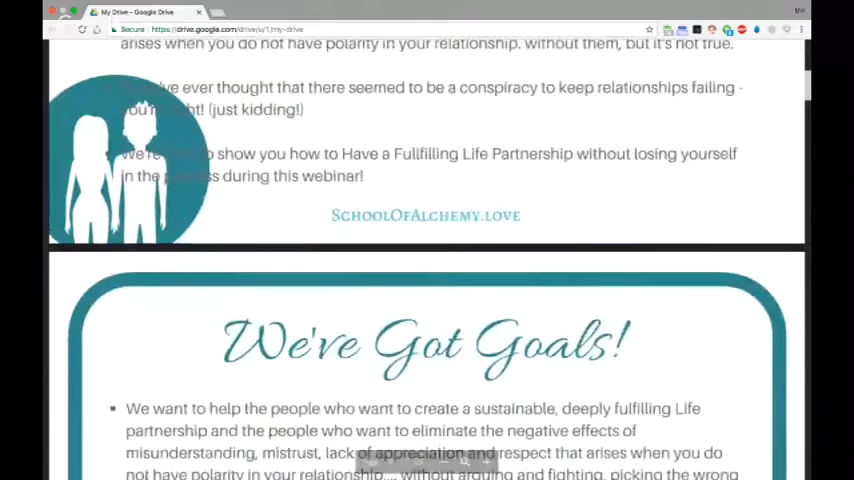 My Drive - Google Drive
Secure https://drive.google.com/drive/u/1/my-drive
arises when you do not have polarity in your relationship. without them, but it's not true.
ever thought that there seemed to be a conspiracy to keep relationships failing -
(just kidding!)
show you how to Have a Fullfilling Life Partnership without losing yourself
in the during this webinar!
SchoolOfAlchemy.love
We've Got Goals!
• We want to help the people who want to create a sustainable, deeply fulfilling Life
partnership and the people who want to eliminate the negative effects of
misunderstanding, mistrust, lack of appreciation and respect that arises when you do
not have polarity in your relationship.... without arguing and fighting, picking the wrong